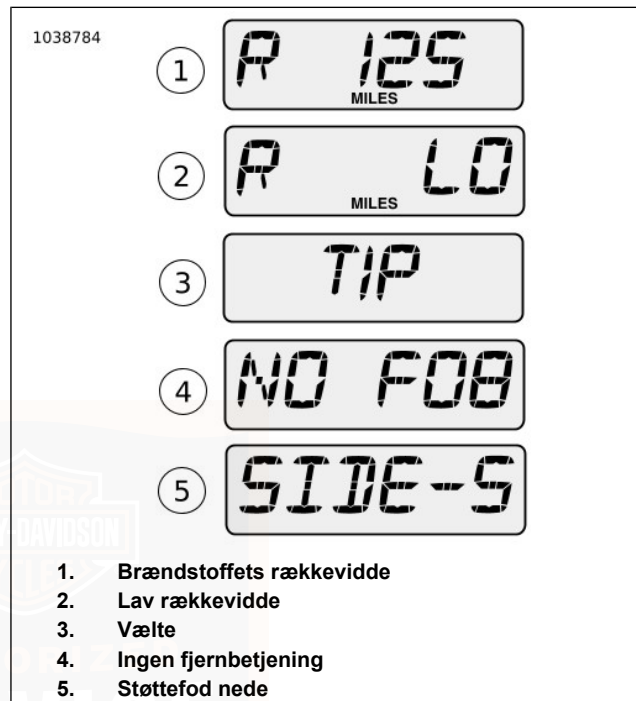 1038784
1 R 125
MILES
2 R LO
MILES
3 TIP
4 NO FOB
5 SIDE-S
1. Brændstoffets rækkevidde
2. Lav rækkevidde
3. Vælte
4. Ingen fjernbetjening
5. Støttefod nede